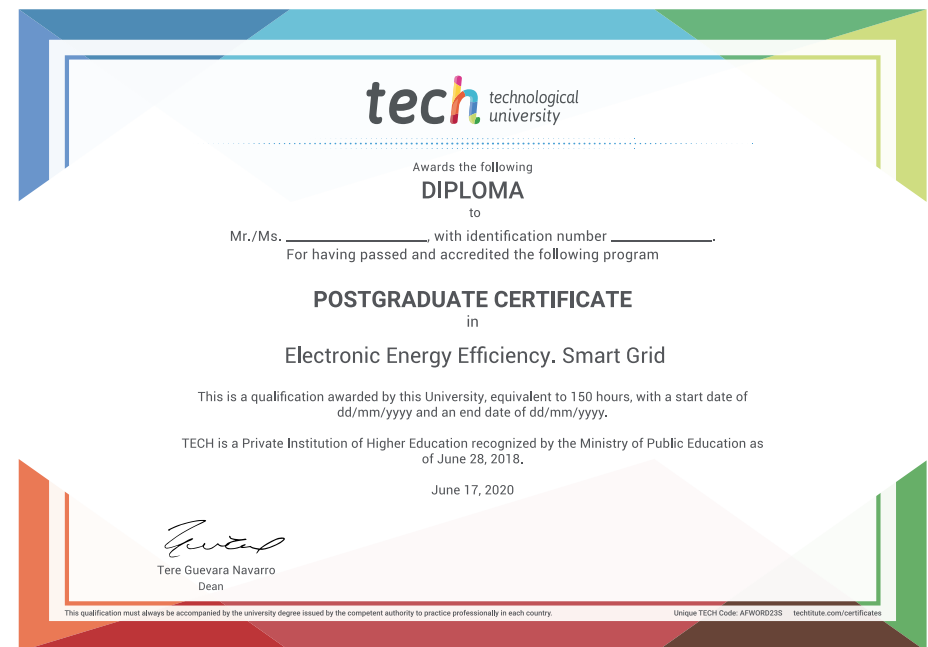 tech technological
university
Awards the following
DIPLOMA
to
Mr./Ms. ____________, with identification number _________.
For having passed and accredited the following program
POSTGRADUATE CERTIFICATE
in
Electronic Energy Efficiency. Smart Grid
This is a qualification awarded by this University, equivalent to 150 hours, with a start date of
dd/mm/yyyy and an end date of dd/mm/yyyy.
TECH is a Private Institution of Higher Education recognized by the Ministry of Public Education as
of June 28, 2018.
June 17, 2020
Tere Guevara Navarro
Dean
This qualification must always be accompanied by the university degree issued by the competent authority to practice professionally in each country.
Unique TECH Code: AFWORD23S techtitute.com/certificates